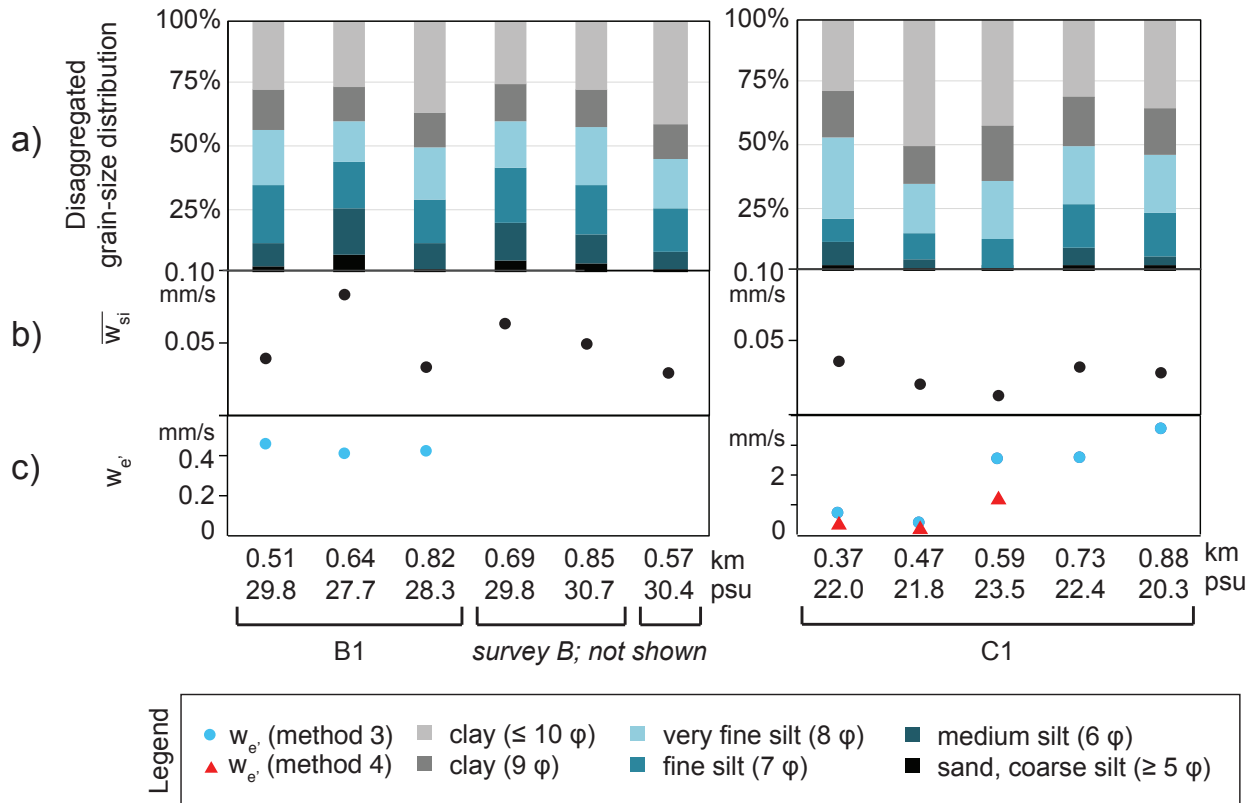 a)
Disaggregated
grain-size distribution
100%
75%
50%
25%
100%
75%
50%
25%
b)
w̅si
0.10
mm/s
0.05
0.10
mm/s
0.05
c)
we'
mm/s
0.4
0.2
0
mm/s
2
0
0.51 0.64 0.82 0.69 0.85 0.57 km
29.8 27.7 28.3 29.8 30.7 30.4 psu
B1 survey B; not shown
0.37 0.47 0.59 0.73 0.88 km
22.0 21.8 23.5 22.4 20.3 psu
C1
Legend
we' (method 3) clay (≤ 10 φ) very fine silt (8 φ) medium silt (6 φ)
we' (method 4) clay (9 φ) fine silt (7 φ) sand, coarse silt (≥ 5 φ)